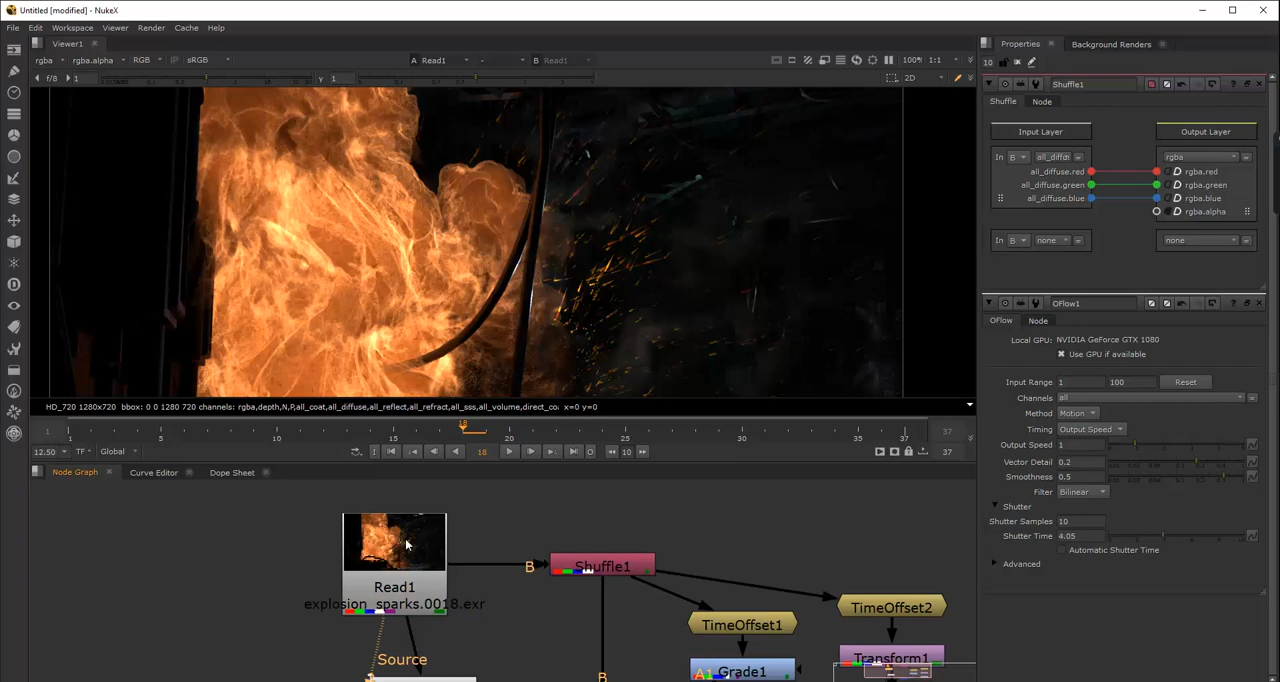 Untitled [modified] - NukeX
File Edit Workspace Viewer Render Cache Help
Viewer1
rgba rgba.alpha RGB IP sRGB A Read1 - B Read1 100% 1:1
f/8 1 y 1 2D
HD_720 1280x720 bbox: 0 0 1280 720 channels: rgba,depth,N,P,all_coat,all_diffuse,all_reflect,all_refract,all_sss,all_volume,direct_co x=0 y=0
18
1 1 5 10 15 20 25 30 35 37 37
12.50 TF Global I 18 O 10 37
Node Graph Curve Editor Dope Sheet
Read1
explosion_sparks.0018.exr
B Shuffle1
Source
B
TimeOffset1
TimeOffset2
A1 Grade1
Transform1
Properties Background Renders
10
Shuffle1
Shuffle Node
Input Layer Output Layer
In B all_diffu rgba
all_diffuse.red rgba.red
all_diffuse.green rgba.green
all_diffuse.blue rgba.blue
rgba.alpha
In B none none
OFlow1
OFlow Node
Local GPU: NVIDIA GeForce GTX 1080
Use GPU if available
Input Range 1 100 Reset
Channels all
Method Motion
Timing Output Speed
Output Speed 1
Vector Detail 0.2
Smoothness 0.5
Filter Bilinear
Shutter
Shutter Samples 10
Shutter Time 4.05
Automatic Shutter Time
Advanced